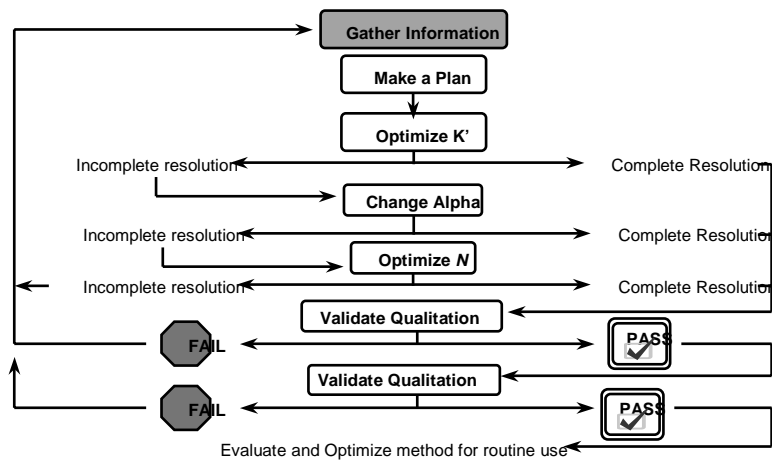 Gather Information
Make a Plan
Optimize K’
Incomplete resolution Complete Resolution
Change Alpha
Incomplete resolution Complete Resolution
Optimize N
Incomplete resolution Complete Resolution
Validate Qualitation
FAIL PASS
Validate Qualitation
FAIL PASS
Evaluate and Optimize method for routine use